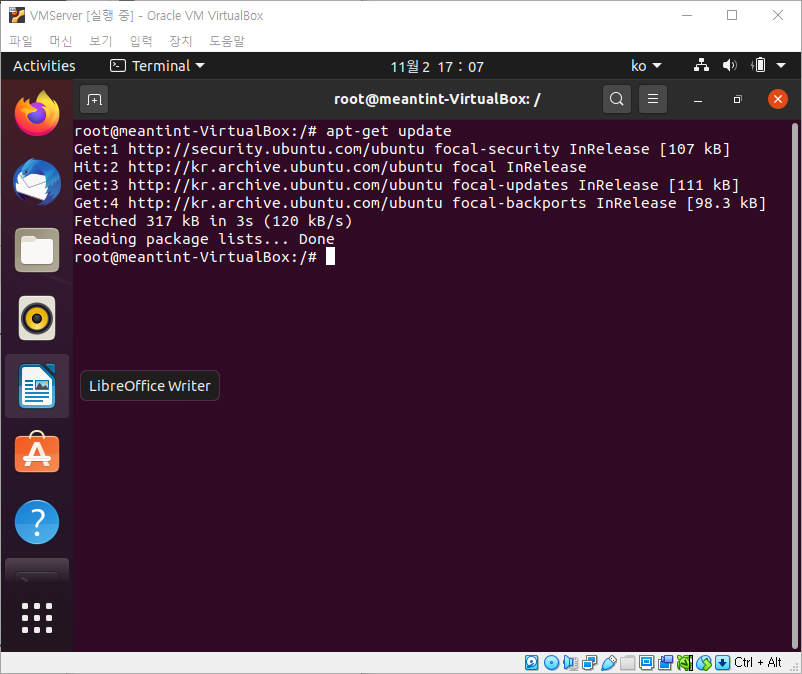 VMServer [실행 중] - Oracle VM VirtualBox
파일 머신 보기 입력 장치 도움말
Activities Terminal 11월 2 17 : 07 ko
root@meantint-VirtualBox: /
root@meantint-VirtualBox:/# apt-get update
Get:1 http://security.ubuntu.com/ubuntu focal-security InRelease [107 kB]
Hit:2 http://kr.archive.ubuntu.com/ubuntu focal InRelease
Get:3 http://kr.archive.ubuntu.com/ubuntu focal-updates InRelease [111 kB]
Get:4 http://kr.archive.ubuntu.com/ubuntu focal-backports InRelease [98.3 kB]
Fetched 317 kB in 3s (120 kB/s)
Reading package lists... Done
root@meantint-VirtualBox:/#
LibreOffice Writer
Ctrl + Alt